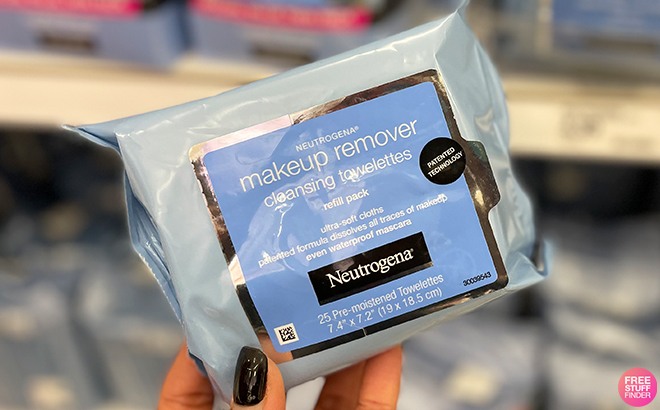 NEUTROGENA®
makeup remover
cleansing towelettes
refill pack
ultra-soft cloths
patented formula dissolves all traces of makeup
even waterproof mascara
PATENTED
TECHNOLOGY
Neutrogena®
25 Pre-moistened Towelettes
7.4" x 7.2" (19 x 18.5 cm)
30039543
FREE
STUFF
FINDER